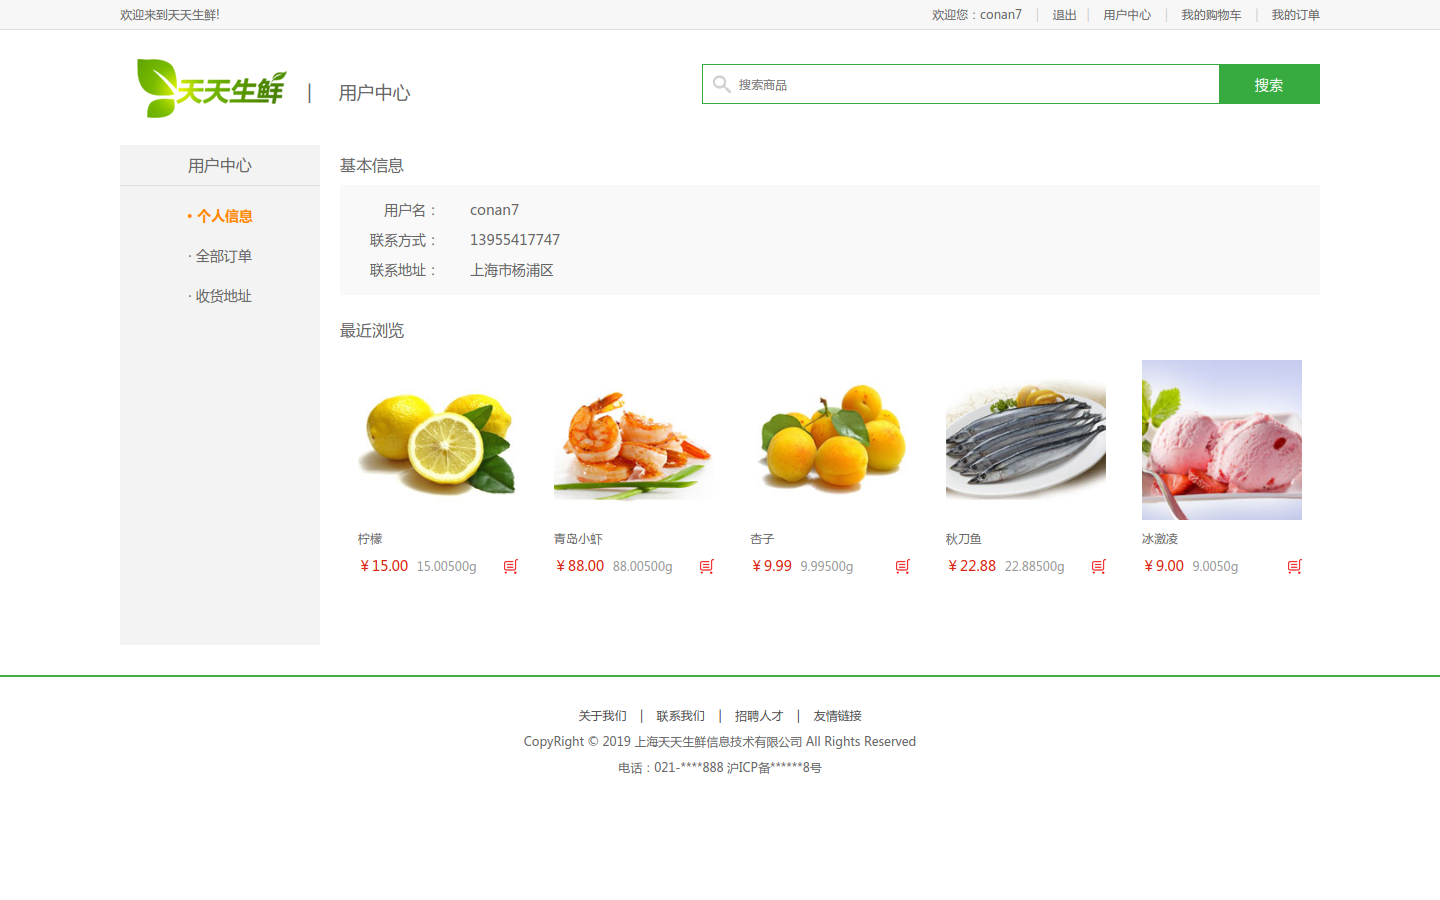 欢迎来到天天生鲜!
欢迎您：conan7 | 退出 | 用户中心 | 我的购物车 | 我的订单
天天生鲜 | 用户中心
搜索商品 搜索
用户中心
· 个人信息
· 全部订单
· 收货地址
基本信息
用户名： conan7
联系方式： 13955417747
联系地址： 上海市杨浦区
最近浏览
柠檬 青岛小虾 杏子 秋刀鱼 冰激凌
￥15.00 15.00500g ￥88.00 88.00500g ￥9.99 9.99500g ￥22.88 22.88500g ￥9.00 9.0050g
关于我们 | 联系我们 | 招聘人才 | 友情链接
CopyRight © 2019 上海天天生鲜信息技术有限公司 All Rights Reserved
电话：021-****888 沪ICP备******8号